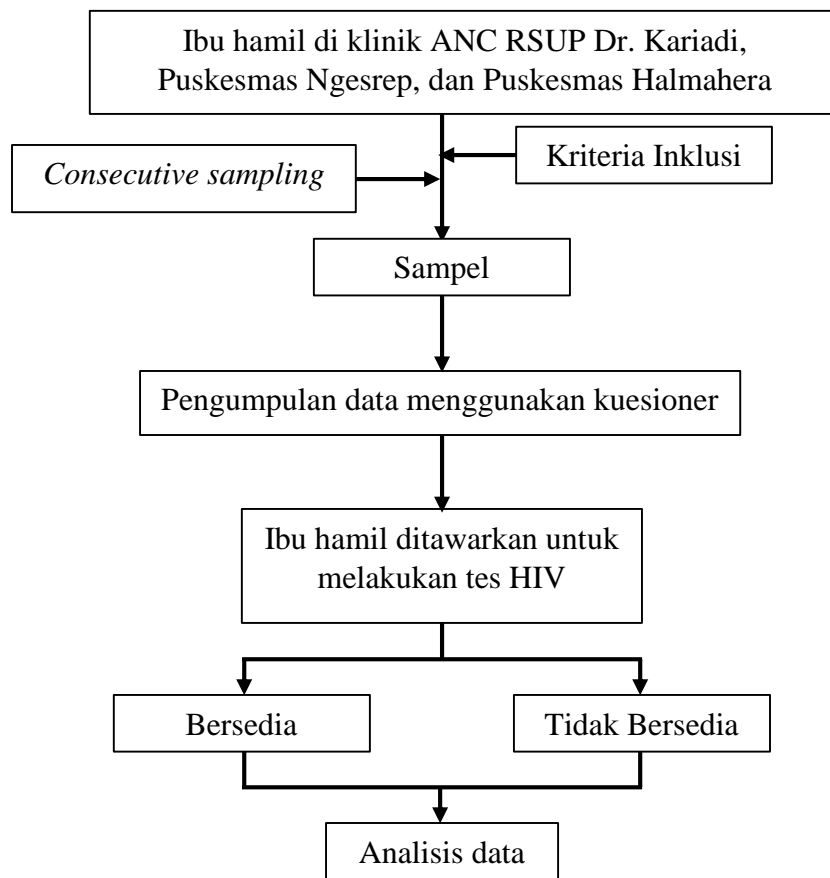 Ibu hamil di klinik ANC RSUP Dr. Kariadi,
Puskesmas Ngesrep, dan Puskesmas Halmahera
Kriteria Inklusi
Consecutive sampling
Sampel
Pengumpulan data menggunakan kuesioner
Ibu hamil ditawarkan untuk
melakukan tes HIV
Bersedia
Tidak Bersedia
Analisis data